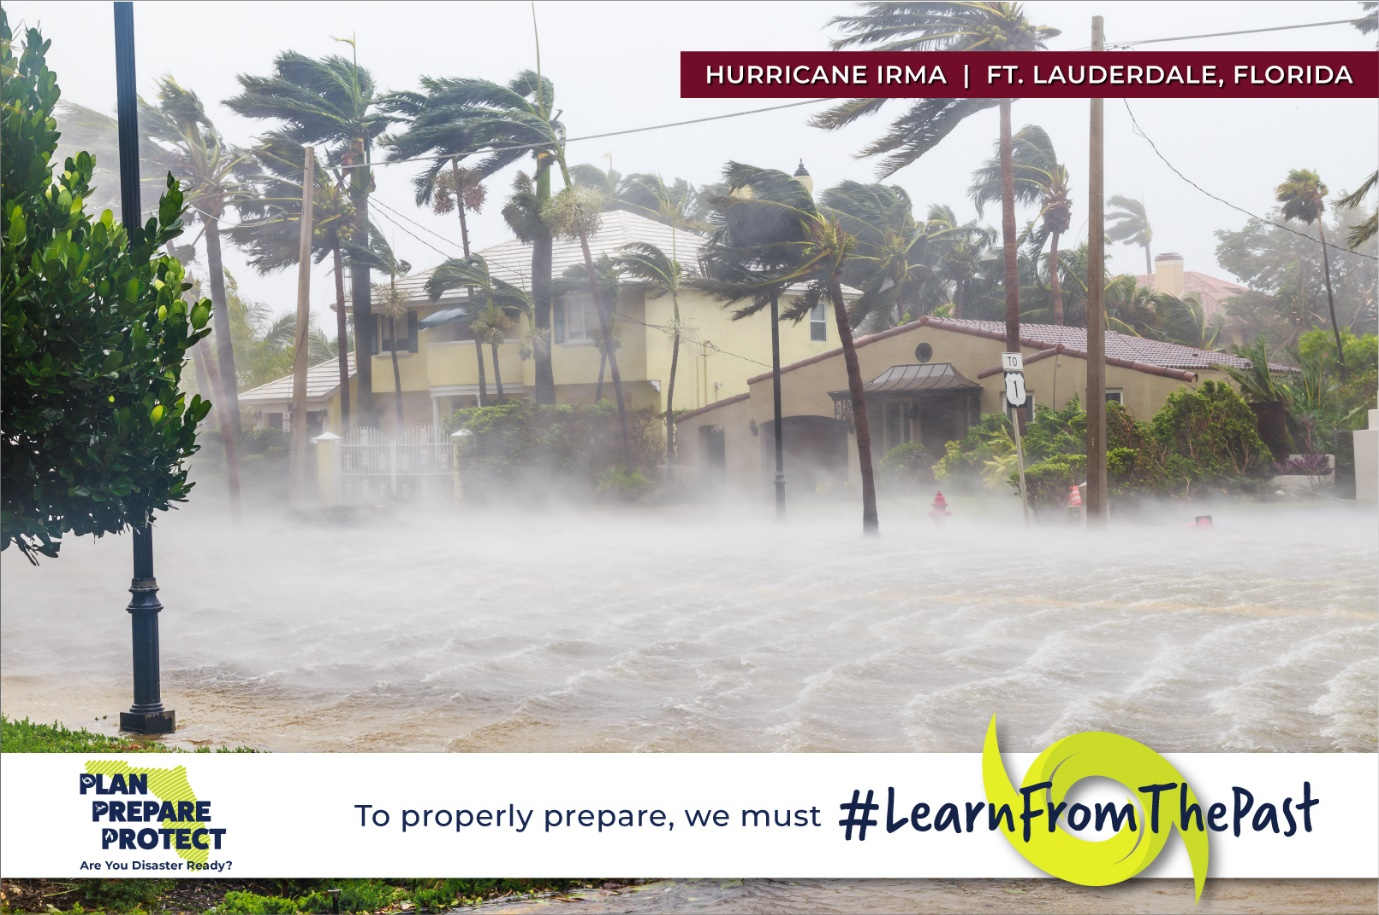 HURRICANE IRMA | FT. LAUDERDALE, FLORIDA
TO
1
PLAN
PREPARE
PROTECT
Are You Disaster Ready?
To properly prepare, we must #LearnFromThePast